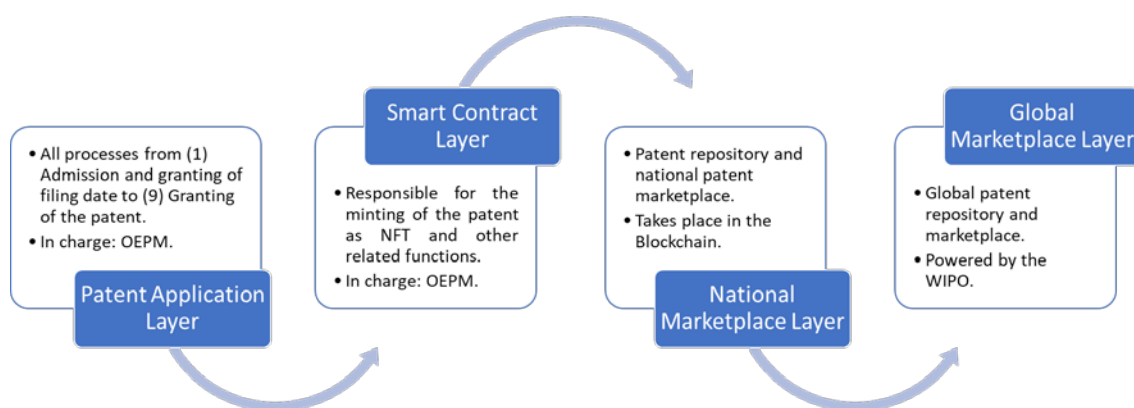 • All processes from (1)
Admission and granting of
filing date to (9) Granting
of the patent.
• In charge: OEPM.
Patent Application
Layer
Smart Contract
Layer
• Responsible for the
minting of the patent
as NFT and other
related functions.
• In charge: OEPM.
• Patent repository and
national patent
marketplace.
• Takes place in the
Blockchain.
National
Marketplace Layer
Global
Marketplace Layer
• Global patent
repository and
marketplace.
• Powered by the
WIPO.